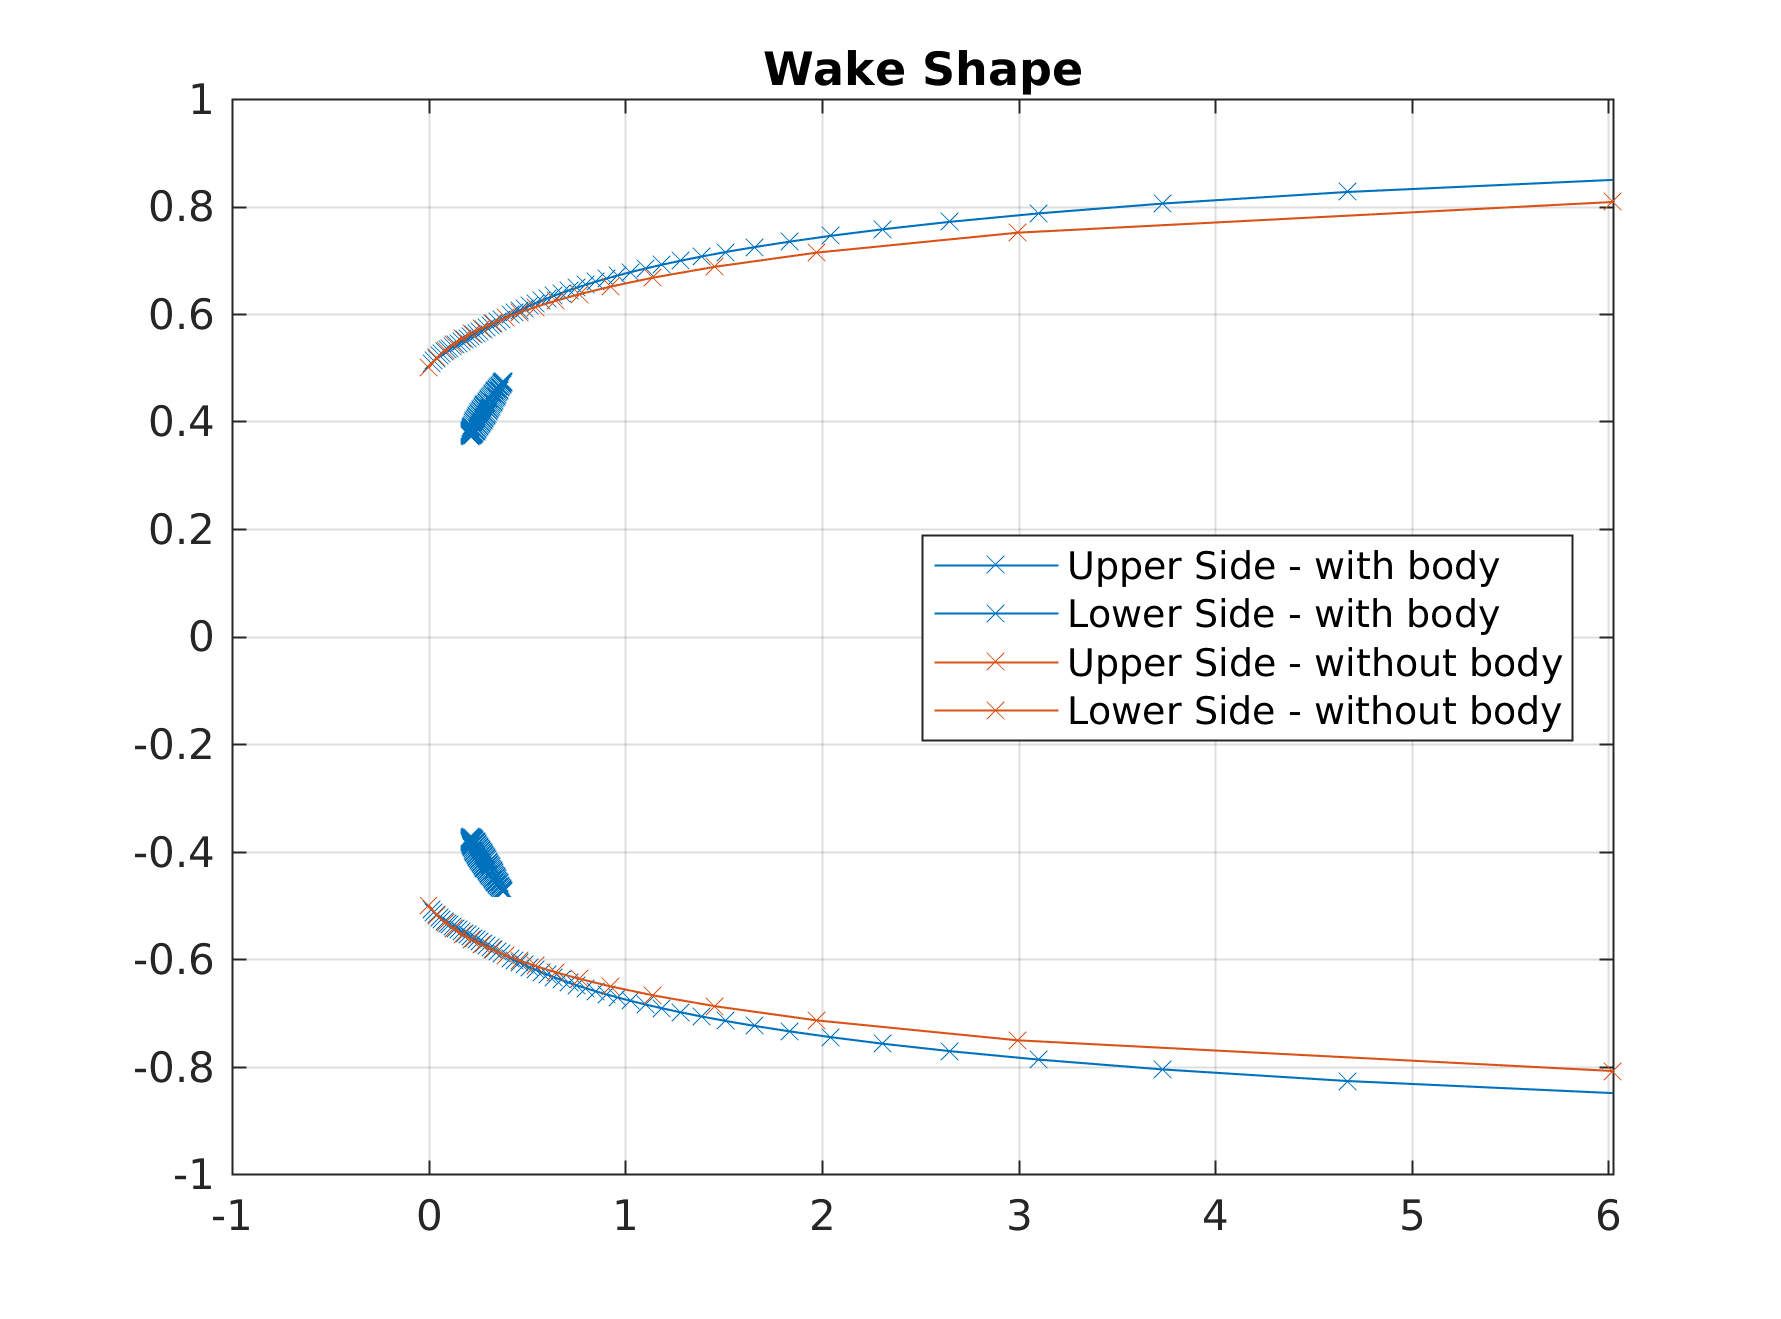 Wake Shape
1
0.8
0.6
0.4
0.2
0
-0.2
-0.4
-0.6
-0.8
-1
Upper Side - with body
Lower Side - with body
Upper Side - without body
Lower Side - without body
-1 0 1 2 3 4 5 6